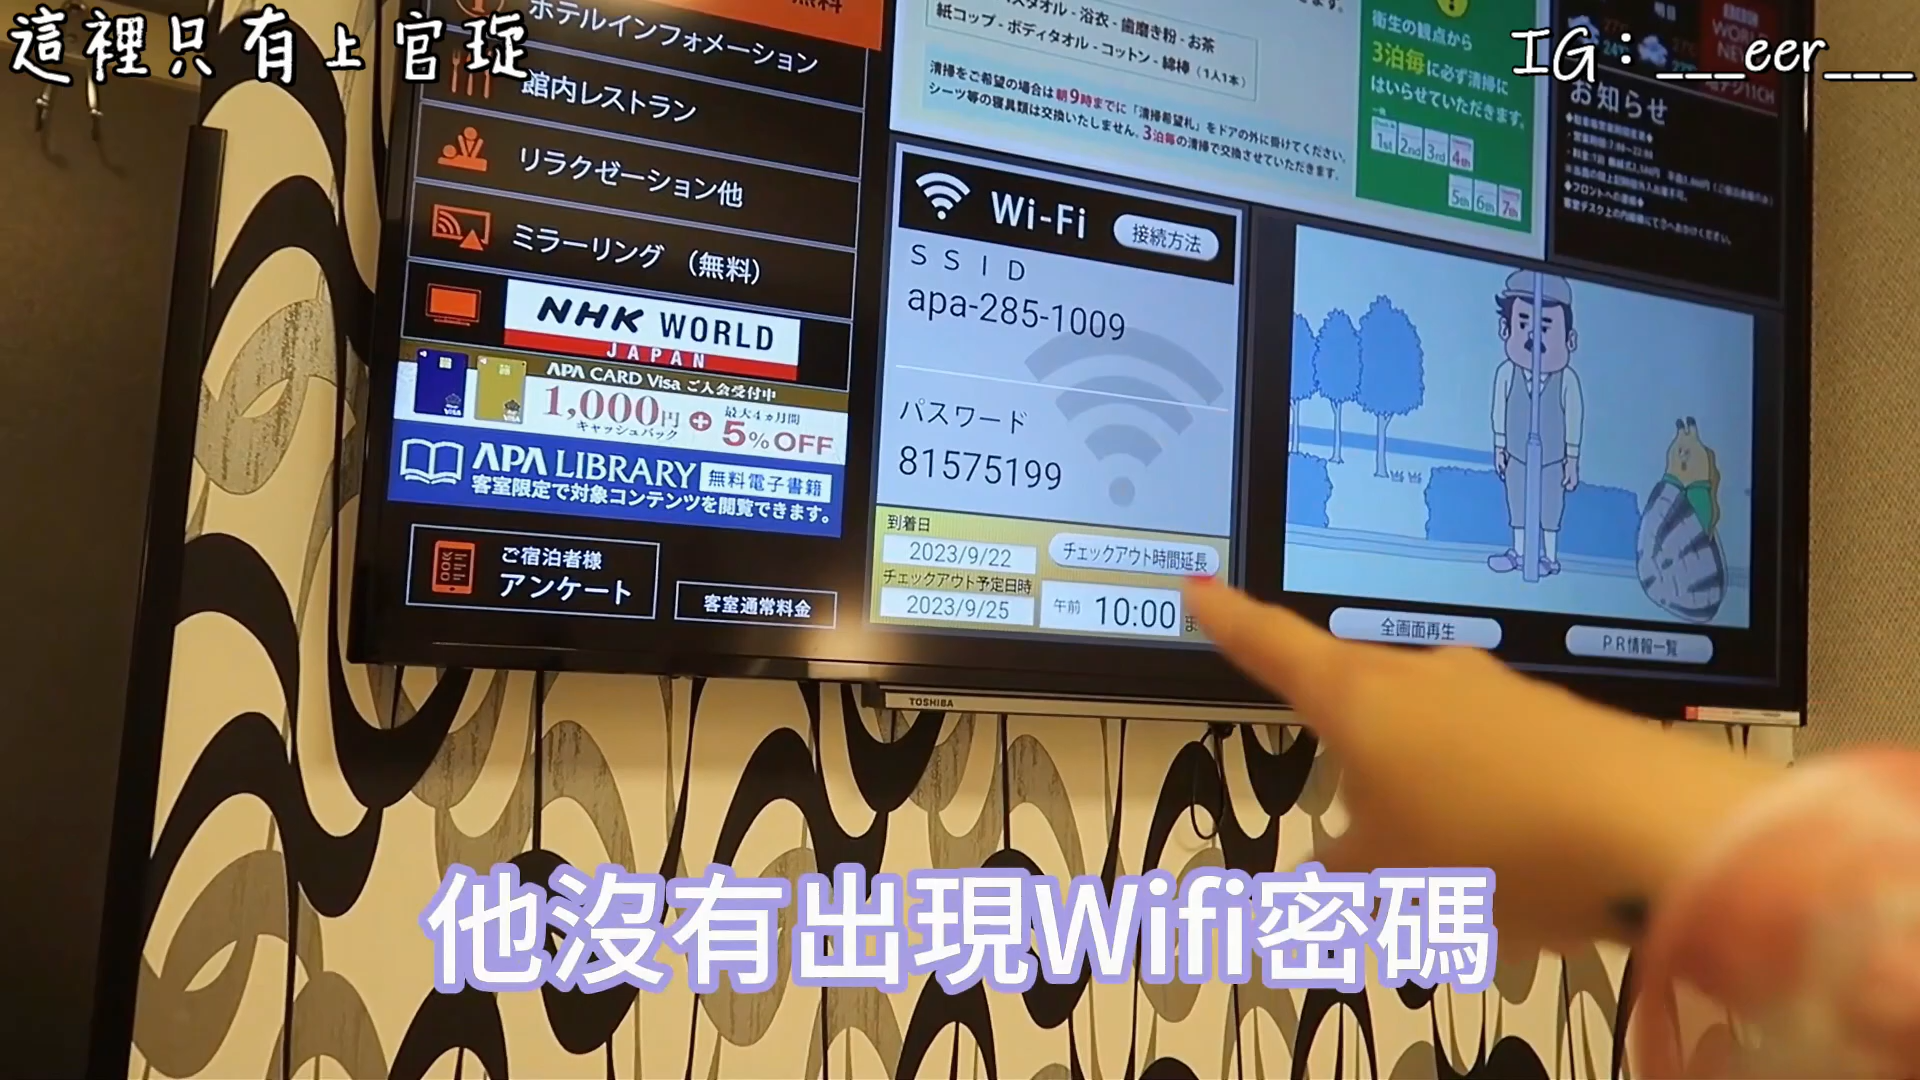 這裡只有上官琁
IG：___eer___
ホテルインフォメーション
館内レストラン
リラクゼーション他
ミラーリング （無料）
NHK WORLD
JAPAN
APA CARD Visa ご入会受付中
1,000円 + 最大4ヵ月間
キャッシュバック 5%OFF
APA LIBRARY 無料電子書籍
客室限定で対象コンテンツを閲覧できます。
ご宿泊者様
アンケート
客室通常料金
タオル - 浴衣 - 歯磨き粉 - お茶
紙コップ - ボディタオル - コットン - 綿棒（1人1本）
清掃をご希望の場合は朝9時までに「清掃希望札」をドアの外に掛けてください。
シーツ等の寝具類は交換いたしません。3泊毎の清掃で交換させていただきます。
Wi-Fi 接続方法
SSID
apa-285-1009
パスワード
81575199
到着日
2023/9/22
チェックアウト時間延長
チェックアウト予定日時
2023/9/25 午前 10:00 ま
衛生の観点から
3泊毎に必ず清掃に
はいらせていただきます。
1st 2nd 3rd 4th
5th 6th 7th
明日
お知らせ
全画面再生
PR情報一覧
TOSHIBA
他沒有出現Wifi密碼